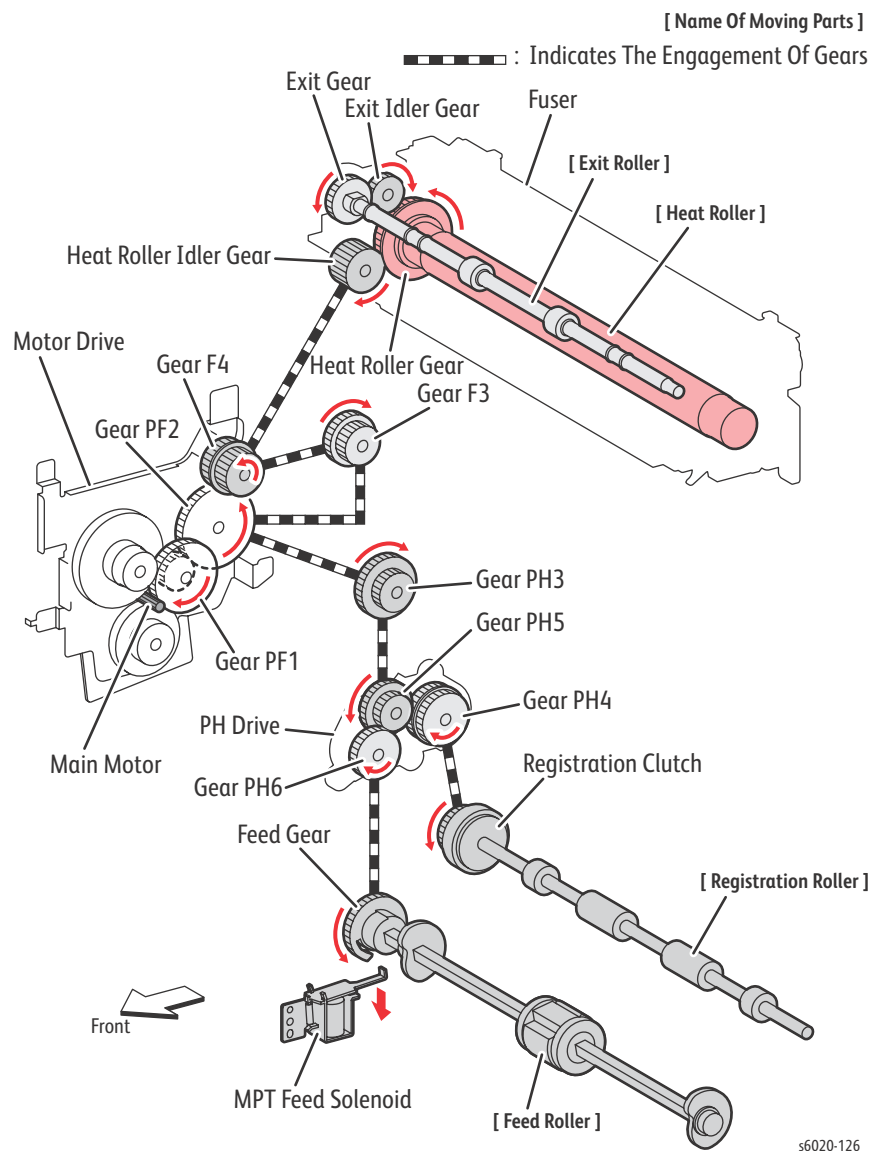 [ Name Of Moving Parts ]
: Indicates The Engagement Of Gears
Exit Gear
Exit Idler Gear
Fuser
[ Exit Roller ]
[ Heat Roller ]
Heat Roller Idler Gear
Motor Drive
Gear F4
Heat Roller Gear
Gear F3
Gear PF2
Gear PH3
Gear PH5
Gear PF1
Gear PH4
PH Drive
Main Motor
Registration Clutch
Gear PH6
Feed Gear
[ Registration Roller ]
Front
MPT Feed Solenoid
[ Feed Roller ]
s6020-126